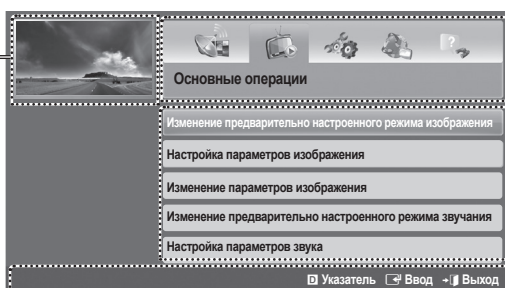 Основные операции
Изменение предварительно настроенного режима изображения
Настройка параметров изображения
Изменение параметров изображения
Изменение предварительно настроенного режима звучания
Настройка параметров звука
D Указатель Ввод Выход